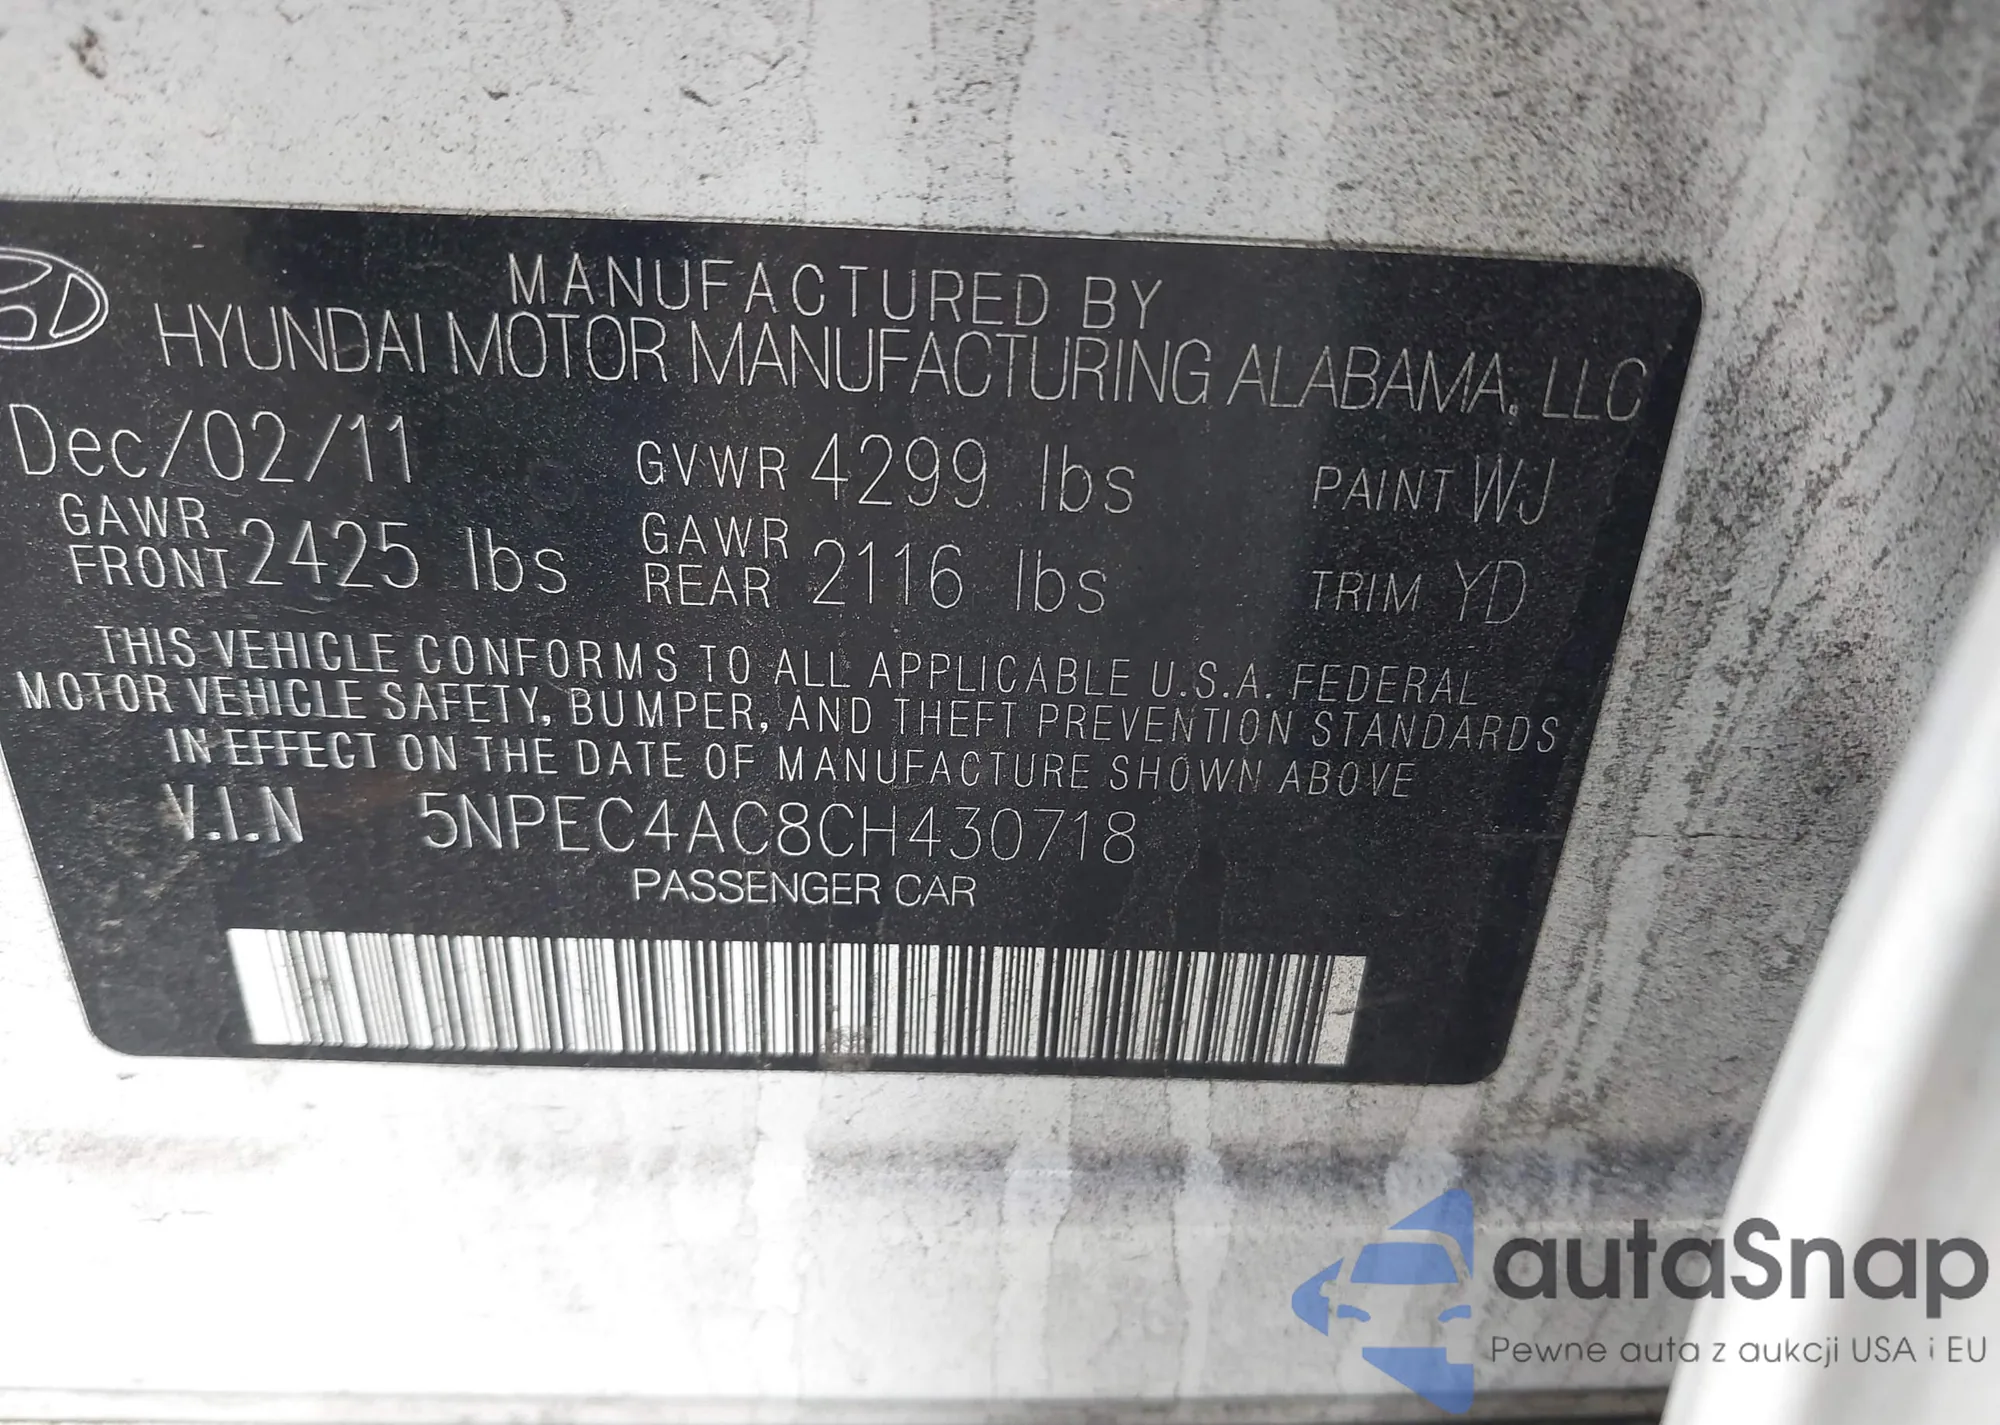 MANUFACTURED BY
HYUNDAI MOTOR MANUFACTURING ALABAMA, LLC
Dec/02/11 GVWR 4299 lbs PAINT WJ
GAWR FRONT 2425 lbs GAWR REAR 2116 lbs TRIM YD
THIS VEHICLE CONFORMS TO ALL APPLICABLE U.S.A. FEDERAL
MOTOR VEHICLE SAFETY, BUMPER, AND THEFT PREVENTION STANDARDS
IN EFFECT ON THE DATE OF MANUFACTURE SHOWN ABOVE
V.I.N 5NPEC4AC8CH430718
PASSENGER CAR
autaSnap
Pewne auta z aukcji USA i EU